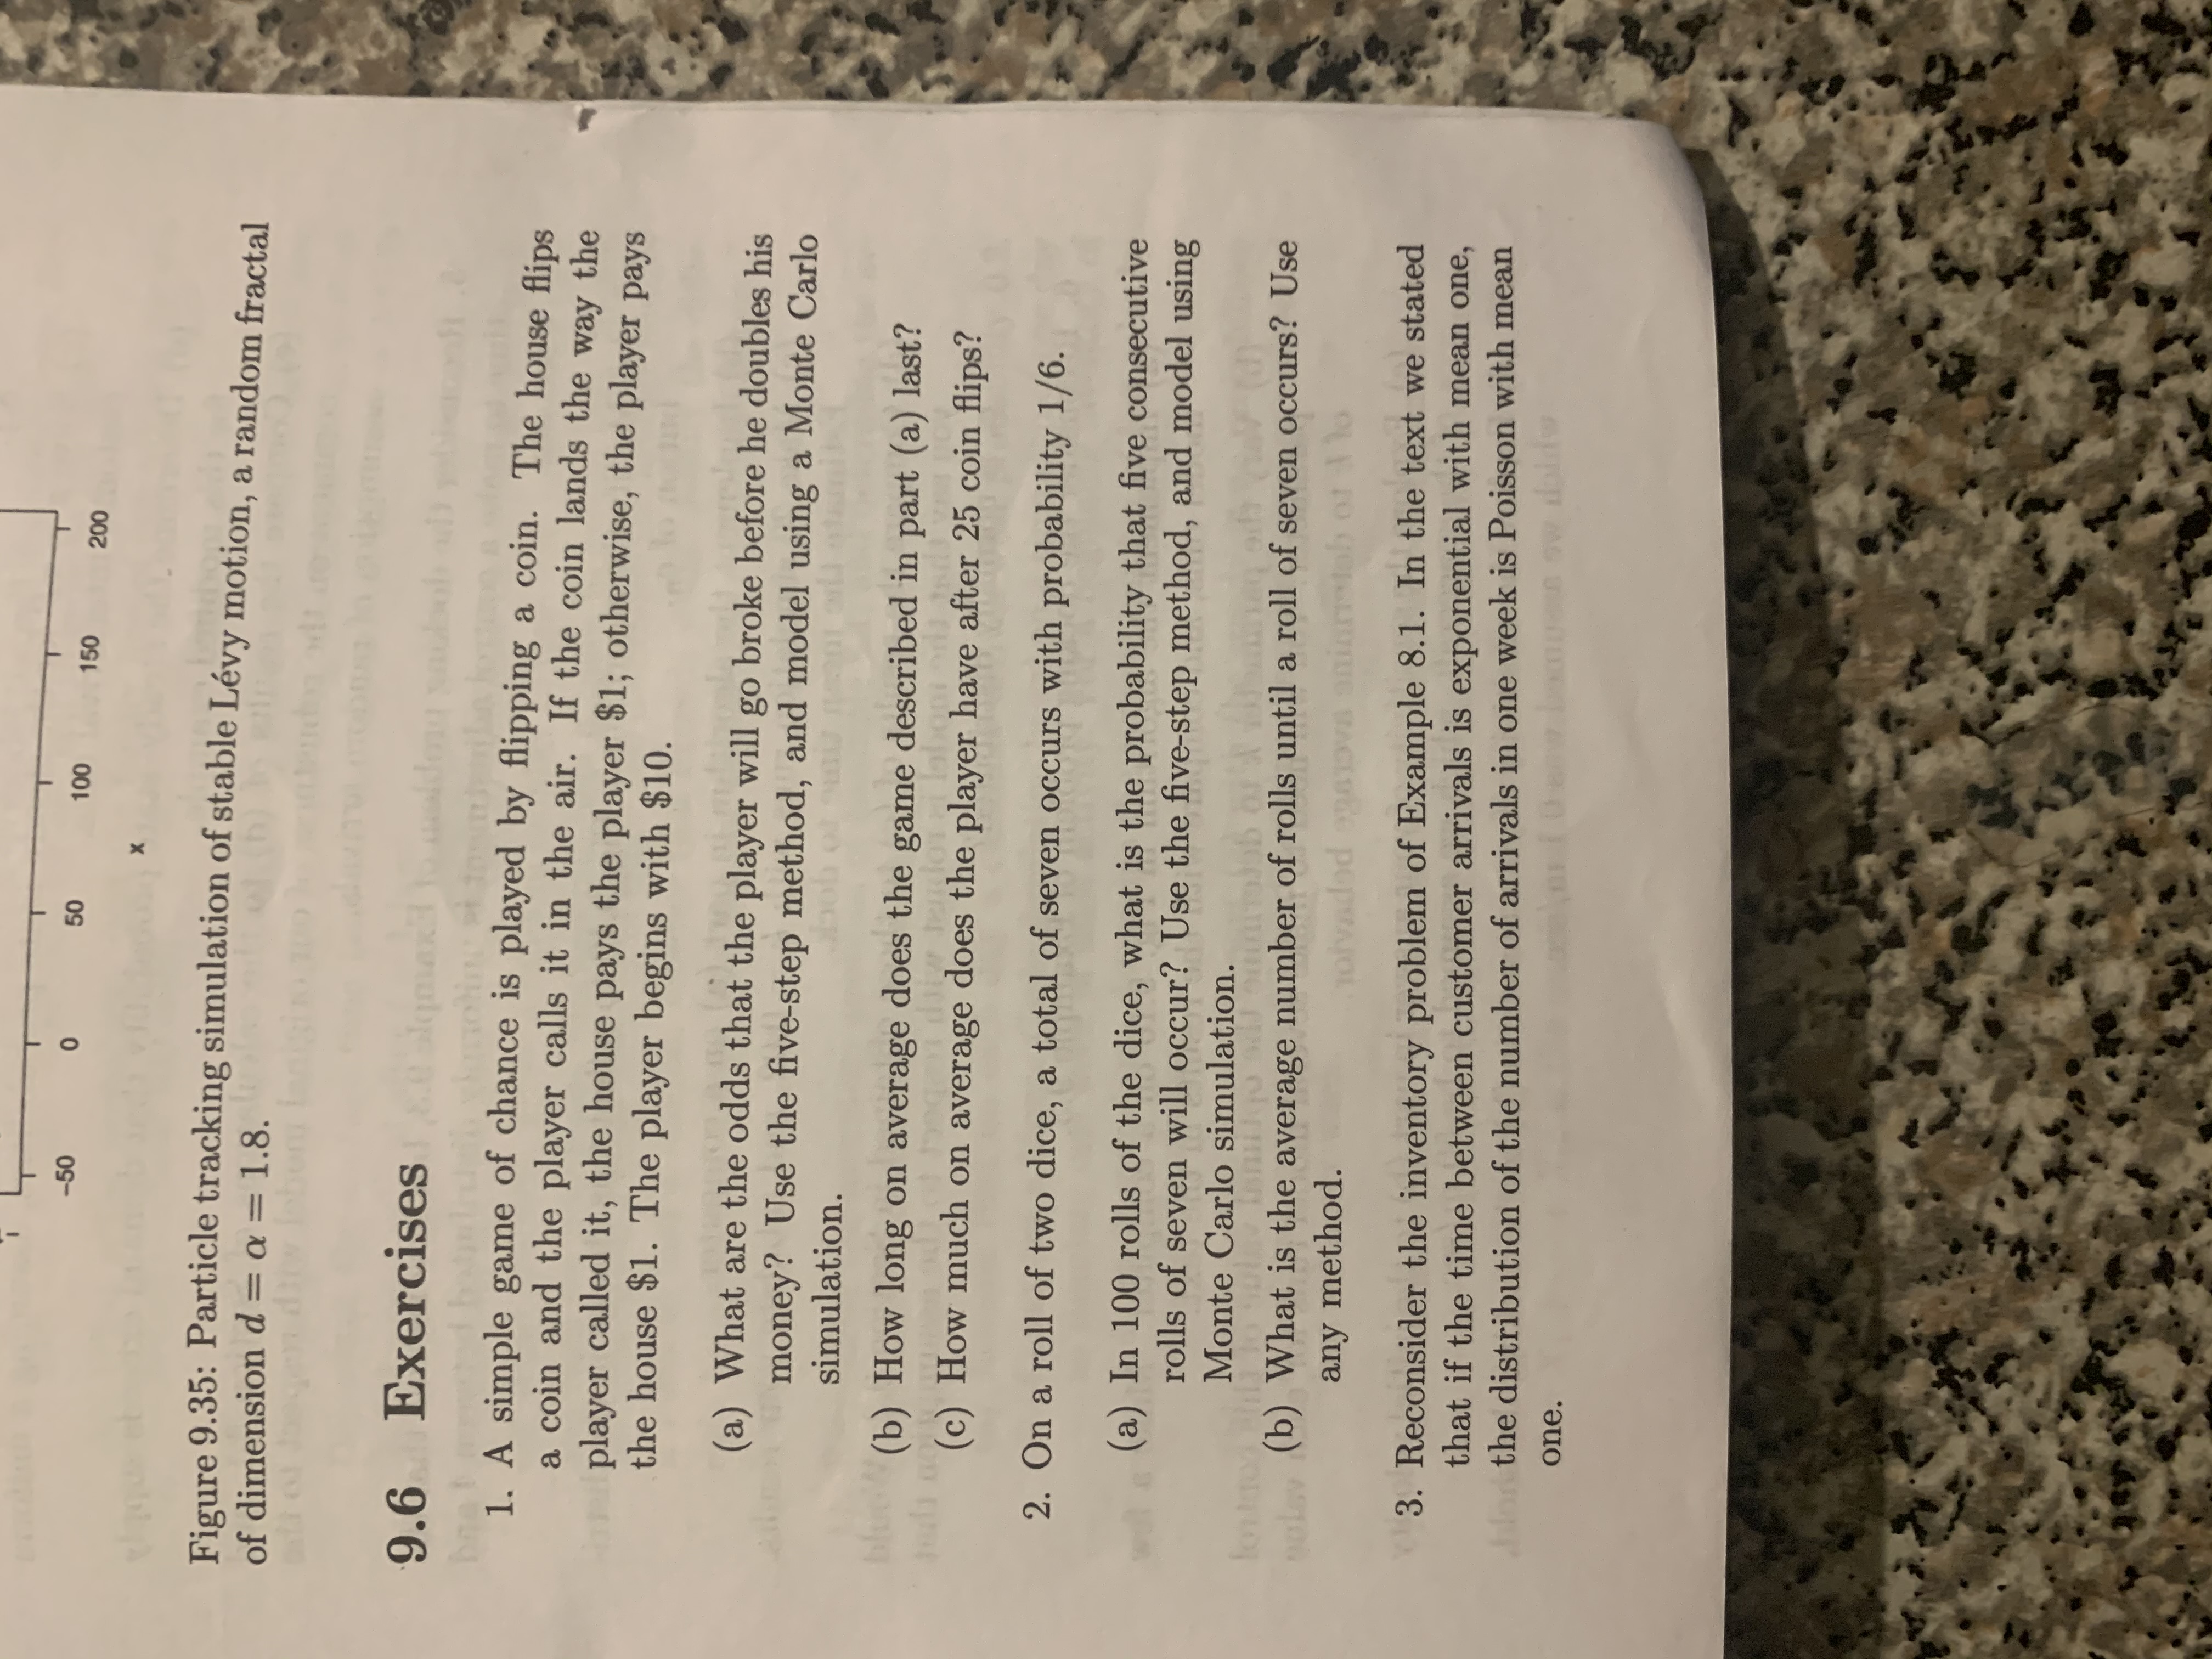 -50 0 50 100 150 200
x
Figure 9.35: Particle tracking simulation of stable Lévy motion, a random fractal
of dimension d = α = 1.8.
9.6 Exercises
1. A simple game of chance is played by flipping a coin. The house flips
a coin and the player calls it in the air. If the coin lands the way the
player called it, the house pays the player $1; otherwise, the player pays
the house $1. The player begins with $10.
(a) What are the odds that the player will go broke before he doubles his
money? Use the five-step method, and model using a Monte Carlo
simulation.
(b) How long on average does the game described in part (a) last?
(c) How much on average does the player have after 25 coin flips?
2. On a roll of two dice, a total of seven occurs with probability 1/6.
(a) In 100 rolls of the dice, what is the probability that five consecutive
rolls of seven will occur? Use the five-step method, and model using
Monte Carlo simulation.
(b) What is the average number of rolls until a roll of seven occurs? Use
any method.
3. Reconsider the inventory problem of Example 8.1. In the text we stated
that if the time between customer arrivals is exponential with mean one,
the distribution of the number of arrivals in one week is Poisson with mean
one.